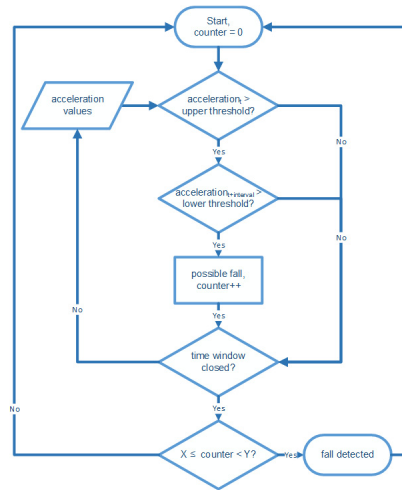 Start,
counter = 0
acceleration
values
acceleration_t >
upper threshold?
No
Yes
acceleration_t+interval >
lower threshold?
No
Yes
possible fall,
counter++
Yes
No
time window
closed?
Yes
No
X ≤ counter < Y?
Yes
fall detected